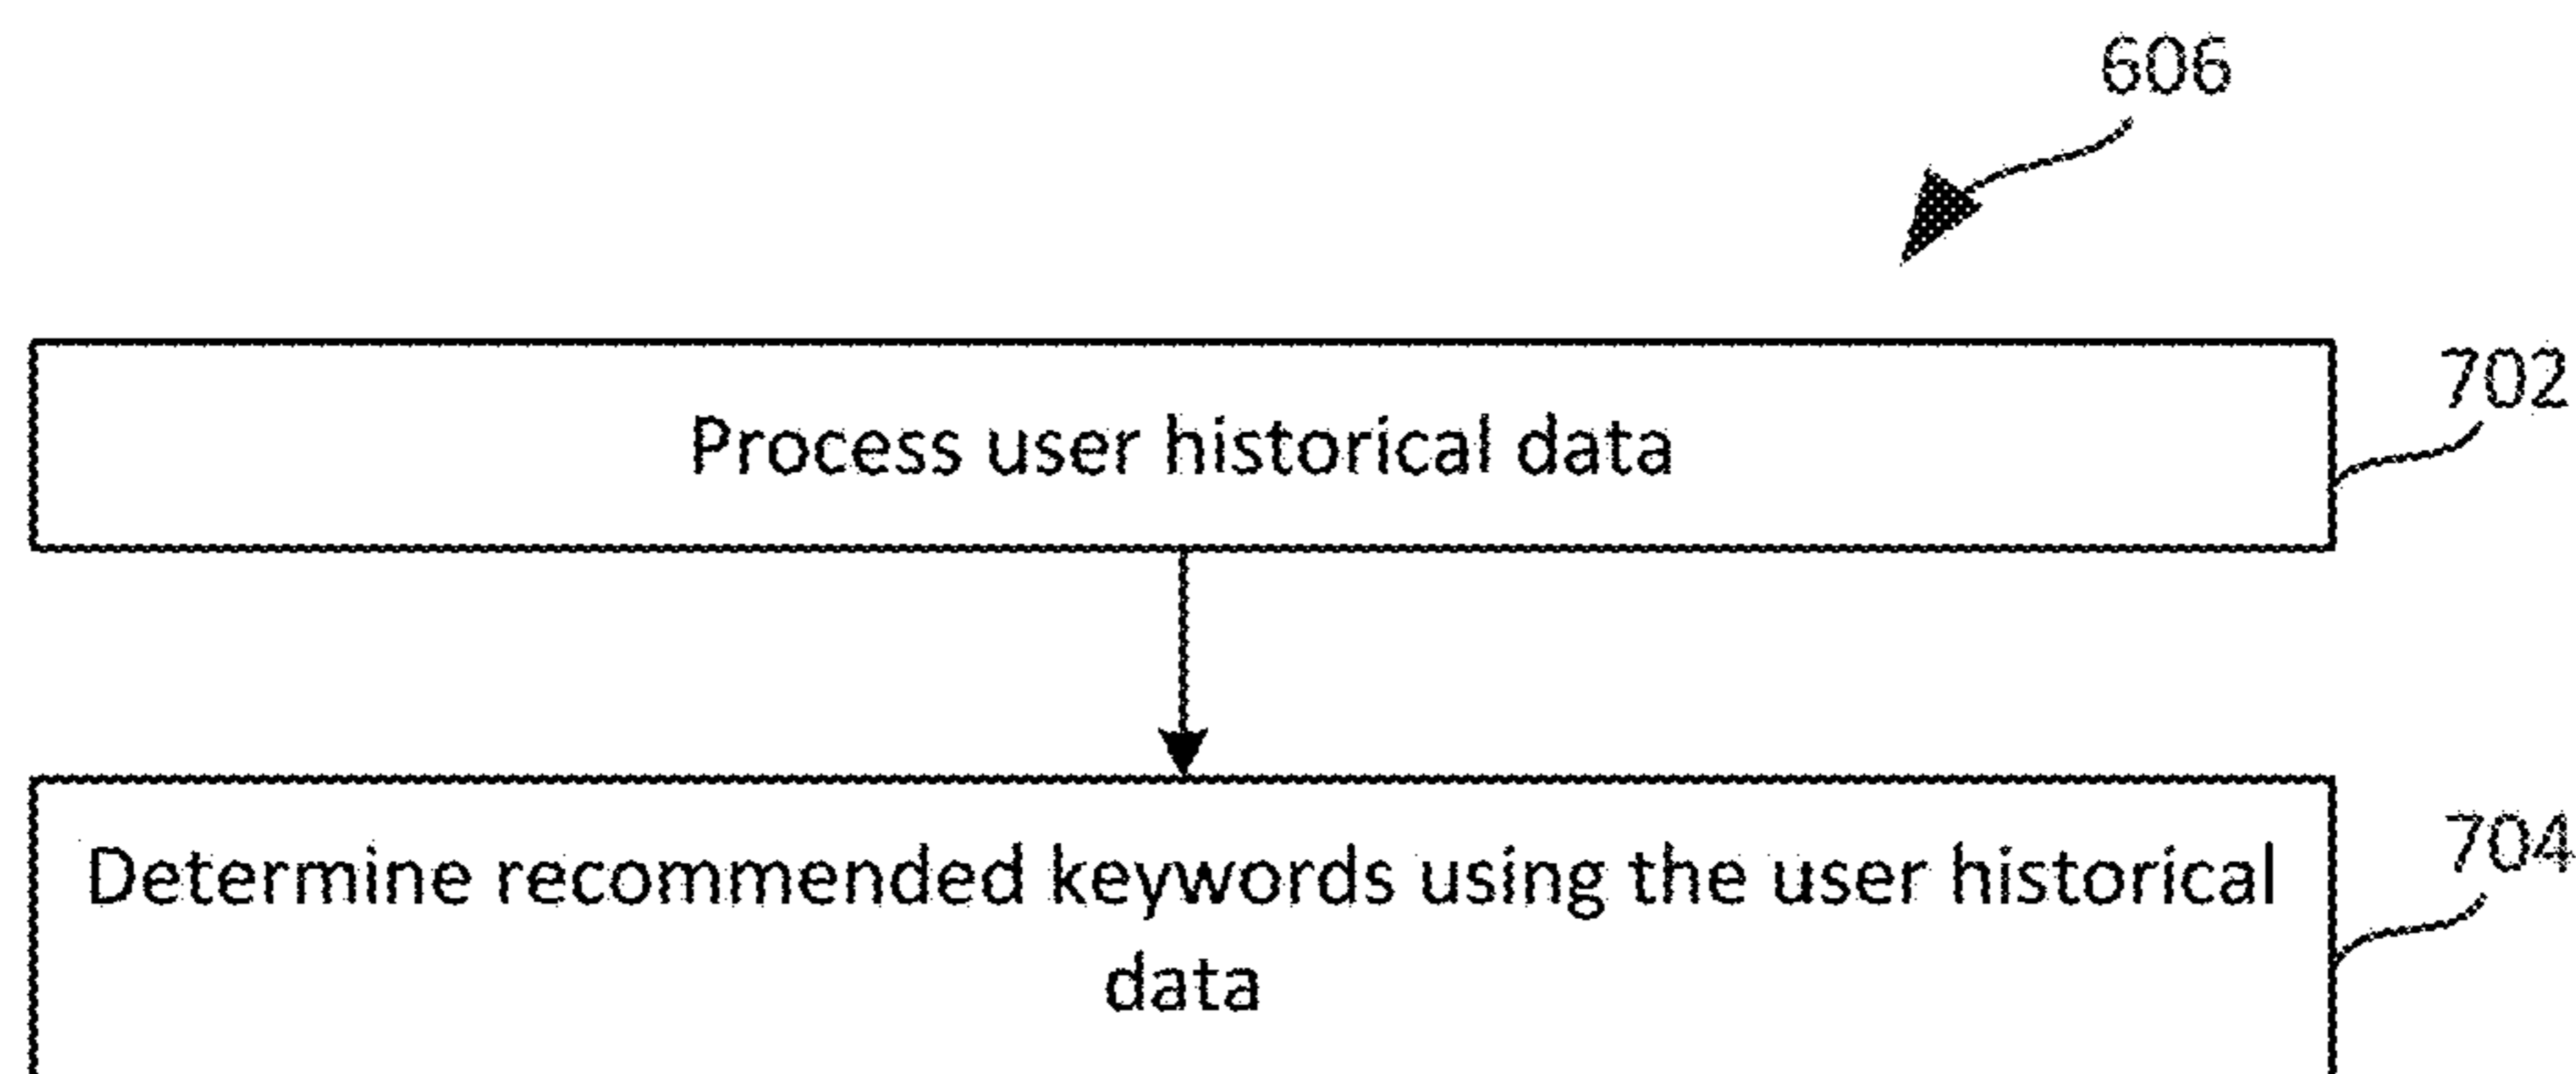 606
702
Process user historical data
704
Determine recommended keywords using the user historical
data